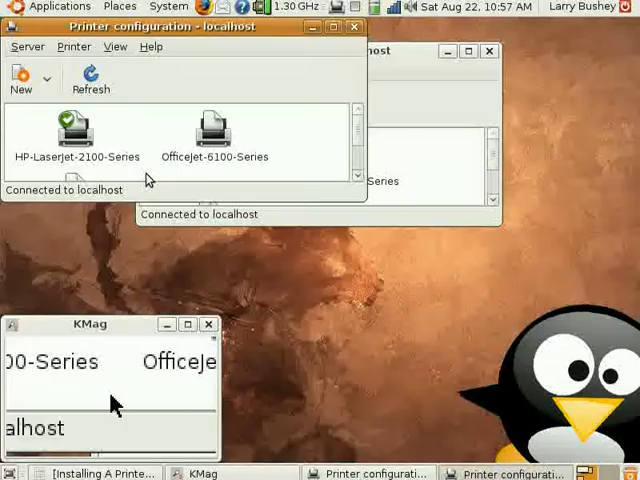 Applications Places System 1.30 GHz Sat Aug 22, 10:57 AM Larry Bushey
Printer configuration - localhost
host
Server Printer View Help
New Refresh
HP-LaserJet-2100-Series OfficeJet-6100-Series
Series
Connected to localhost
Connected to localhost
KMag
00-Series OfficeJe
alhost
[Installing A Printe... KMag Printer configurati... Printer configurati...